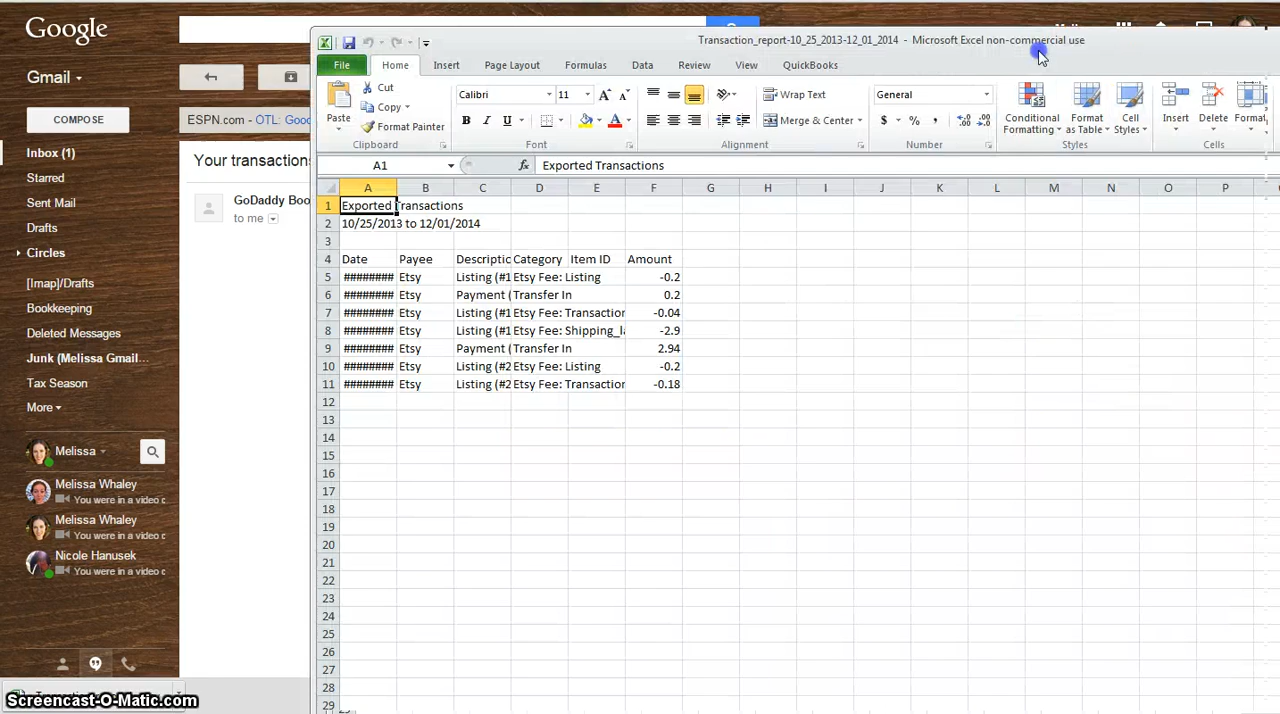 Google
Gmail
COMPOSE
Inbox (1)
Starred
Sent Mail
Drafts
Circles
[Imap]/Drafts
Bookkeeping
Deleted Messages
Junk (Melissa Gmail...
Tax Season
More
Melissa
Melissa Whaley
You were in a video c
Melissa Whaley
You were in a video c
Nicole Hanusek
You were in a video c
Screencast-O-Matic.com
ESPN.com - OTL: Goo
Your transactions
GoDaddy Boo
to me
Transaction_report-10_25_2013-12_01_2014 - Microsoft Excel non-commercial use
File Home Insert Page Layout Formulas Data Review View QuickBooks
Paste Cut
Copy
Format Painter
Clipboard
Calibri 11
B I U
Font
Wrap Text
Merge & Center
Alignment
General
$ % ,
Number
Conditional Formatting
Format as Table
Cell Styles
Styles
Insert Delete Format
Cells
A1 fx Exported Transactions
A B C D E F G H I J K L M N O P
1 Exported Transactions
2 10/25/2013 to 12/01/2014
3
4 Date Payee Descriptic Category Item ID Amount
5 ######## Etsy Listing (#1 Etsy Fee: Listing -0.2
6 ######## Etsy Payment ( Transfer In 0.2
7 ######## Etsy Listing (#1 Etsy Fee: Transaction -0.04
8 ######## Etsy Listing (#1 Etsy Fee: Shipping_la -2.9
9 ######## Etsy Payment ( Transfer In 2.94
10 ######## Etsy Listing (#2 Etsy Fee: Listing -0.2
11 ######## Etsy Listing (#2 Etsy Fee: Transaction -0.18
12
13
14
15
16
17
18
19
20
21
22
23
24
25
26
27
28
29